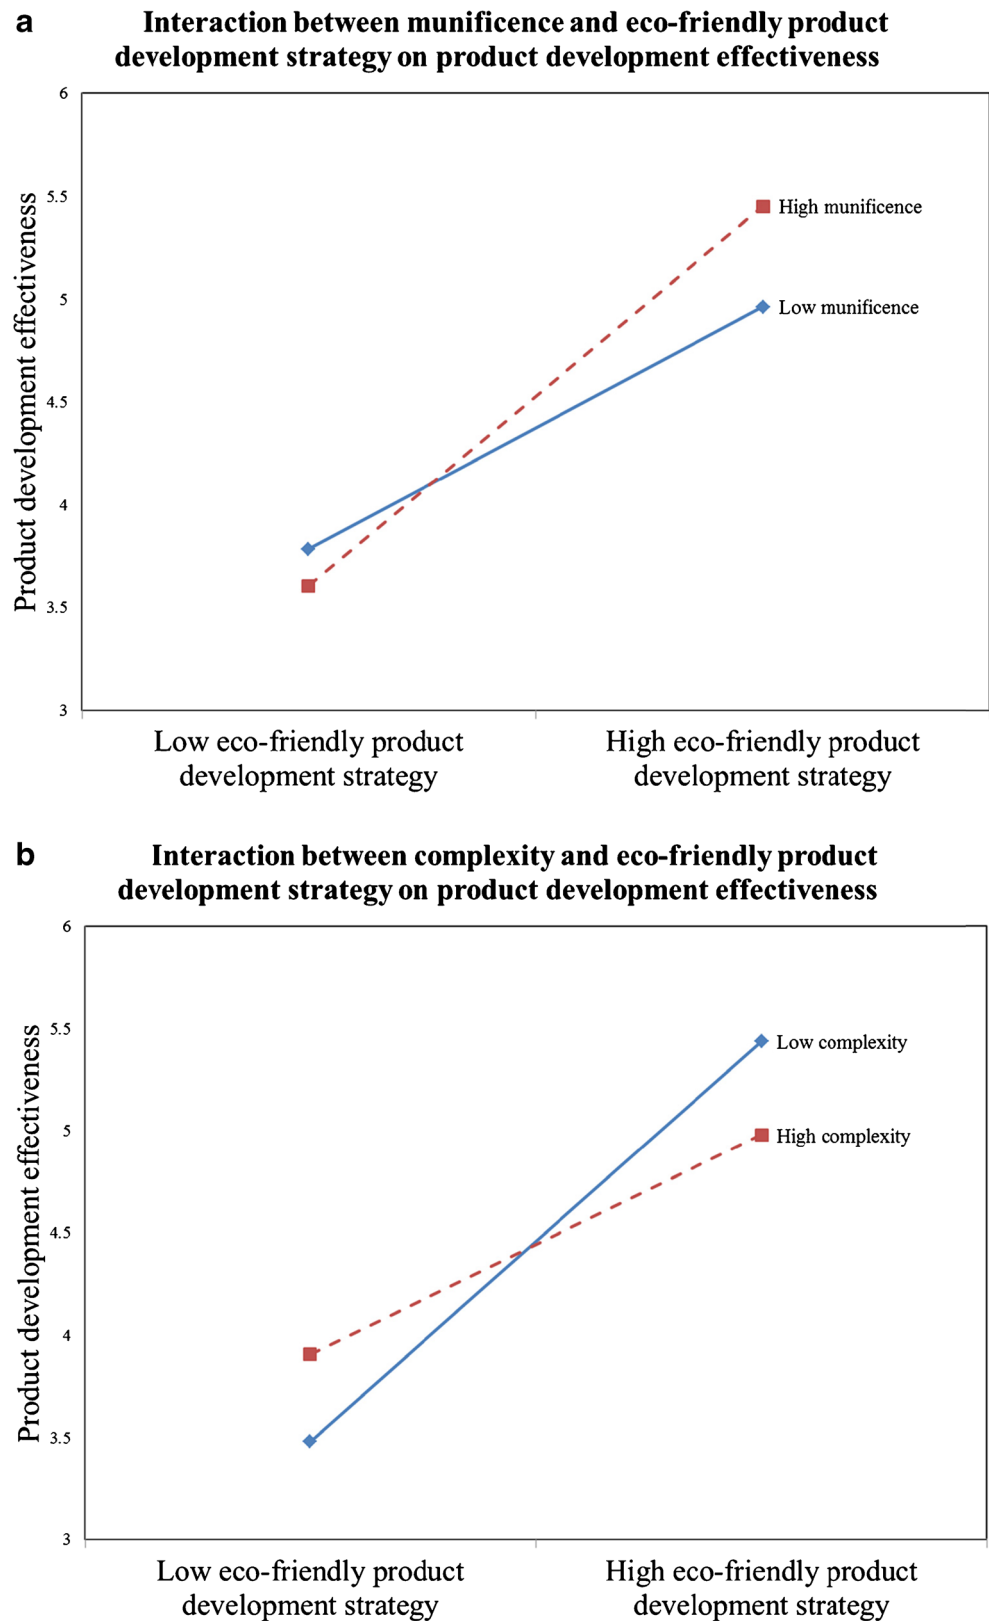 a
Interaction between munificence and eco-friendly product
development strategy on product development effectiveness
6
5.5
5
4.5
4
3.5
3
Product development effectiveness
High munificence
Low munificence
Low eco-friendly product
development strategy
High eco-friendly product
development strategy
b
Interaction between complexity and eco-friendly product
development strategy on product development effectiveness
6
5.5
5
4.5
4
3.5
3
Product development effectiveness
Low complexity
High complexity
Low eco-friendly product
development strategy
High eco-friendly product
development strategy